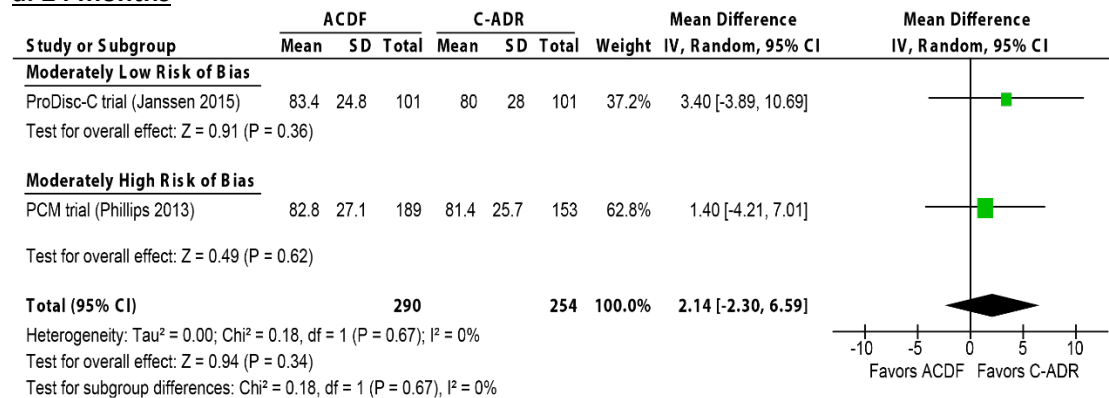 a. 24 months
ACDF C-ADR Mean Difference Mean Difference
Study or Subgroup Mean SD Total Mean SD Total Weight IV, Random, 95% CI IV, Random, 95% CI
Moderately Low Risk of Bias
ProDisc-C trial (Janssen 2015) 83.4 24.8 101 80 28 101 37.2% 3.40 [-3.89, 10.69]
Test for overall effect: Z = 0.91 (P = 0.36)
Moderately High Risk of Bias
PCM trial (Phillips 2013) 82.8 27.1 189 81.4 25.7 153 62.8% 1.40 [-4.21, 7.01]
Test for overall effect: Z = 0.49 (P = 0.62)
Total (95% CI) 290 254 100.0% 2.14 [-2.30, 6.59]
Heterogeneity: Tau² = 0.00; Chi² = 0.18, df = 1 (P = 0.67); I² = 0%
Test for overall effect: Z = 0.94 (P = 0.34)
Test for subgroup differences: Chi² = 0.18, df = 1 (P = 0.67), I² = 0%
-10 -5 0 5 10
Favors ACDF Favors C-ADR